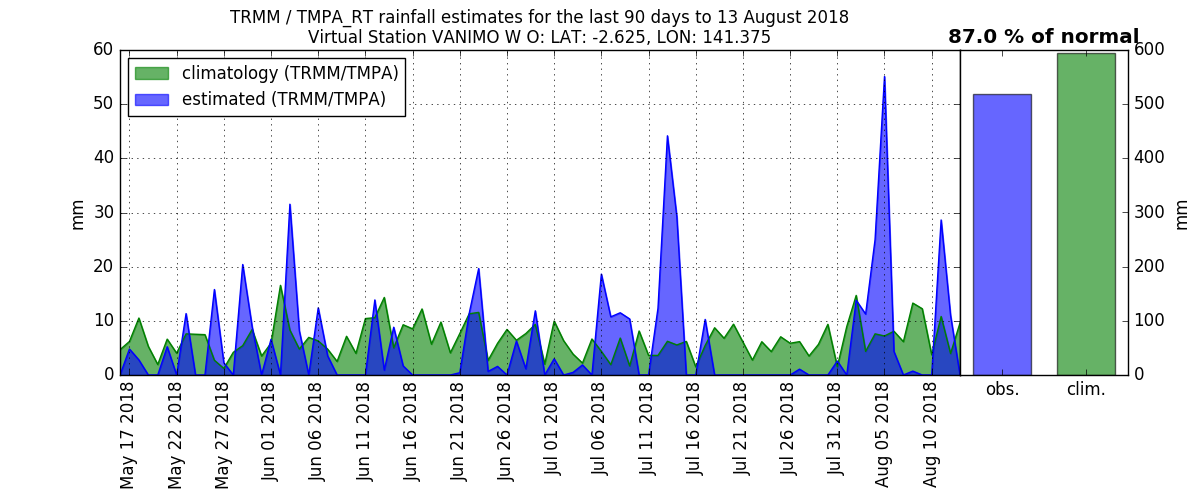 TRMM / TMPA_RT rainfall estimates for the last 90 days to 13 August 2018
Virtual Station VANIMO W O: LAT: -2.625, LON: 141.375
87.0 % of normal
climatology (TRMM/TMPA)
estimated (TRMM/TMPA)
60
50
40
30
20
10
0
mm
May 17 2018
May 22 2018
May 27 2018
Jun 01 2018
Jun 06 2018
Jun 11 2018
Jun 16 2018
Jun 21 2018
Jun 26 2018
Jul 01 2018
Jul 06 2018
Jul 11 2018
Jul 16 2018
Jul 21 2018
Jul 26 2018
Jul 31 2018
Aug 05 2018
Aug 10 2018
obs.
clim.
600
500
400
300
200
100
0
mm